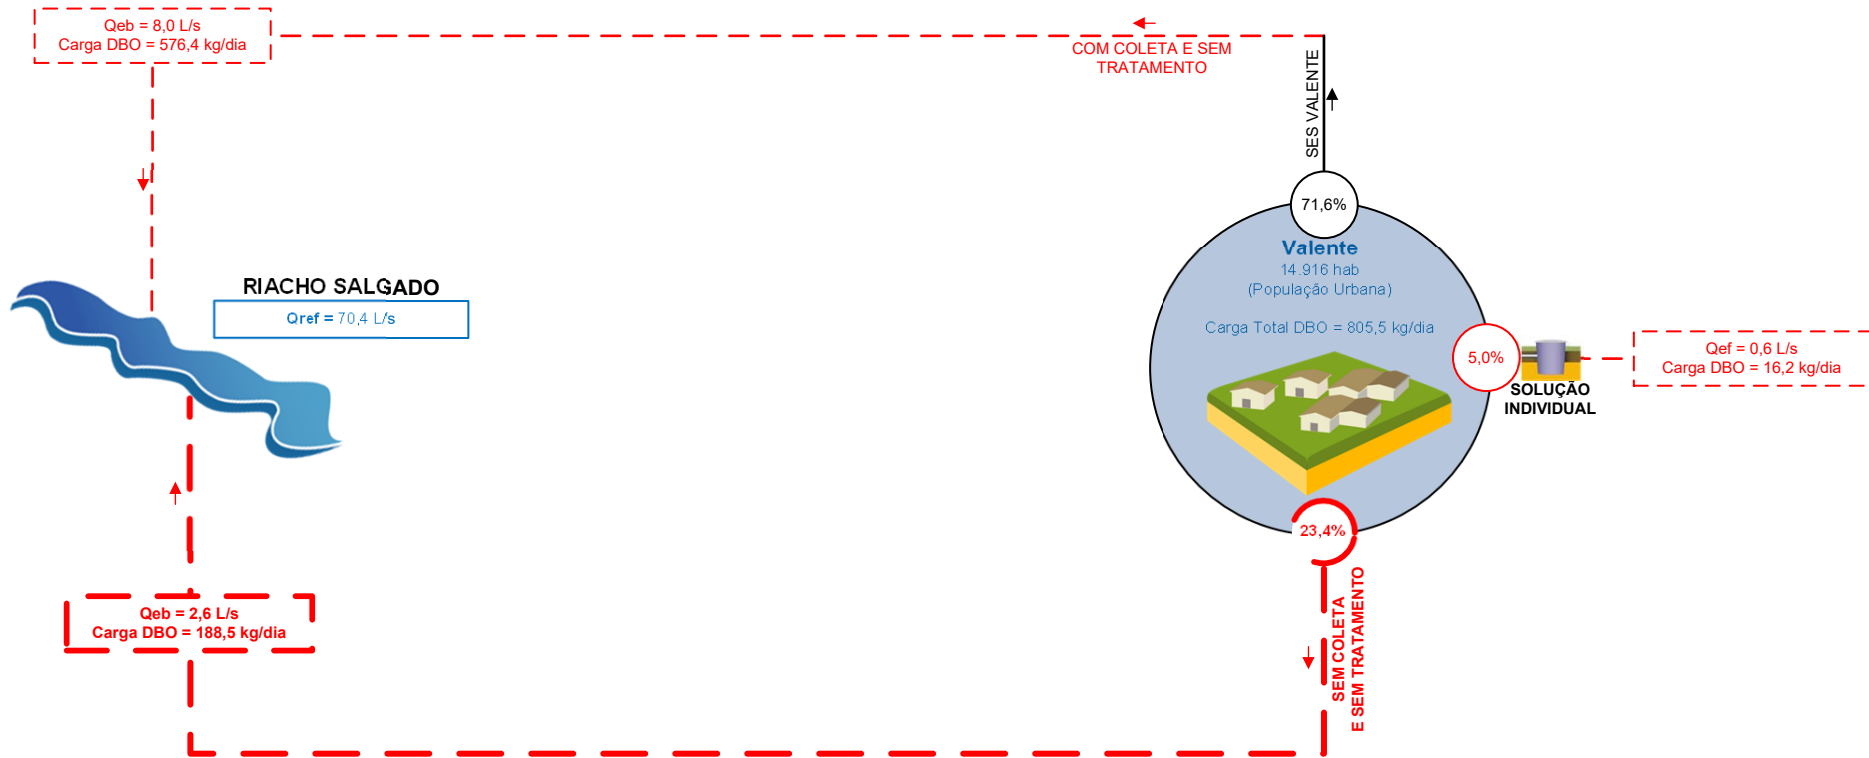 Qeb = 8,0 L/s
Carga DBO = 576,4 kg/dia
COM COLETA E SEM
TRATAMENTO
SES VALENTE
71,6%
Valente
14.916 hab
(População Urbana)
Carga Total DBO = 805,5 kg/dia
RIACHO SALGADO
Qref = 70,4 L/s
5,0%
SOLUÇÃO
INDIVIDUAL
Qef = 0,6 L/s
Carga DBO = 16,2 kg/dia
23,4%
SEM COLETA
E SEM TRATAMENTO
Qeb = 2,6 L/s
Carga DBO = 188,5 kg/dia